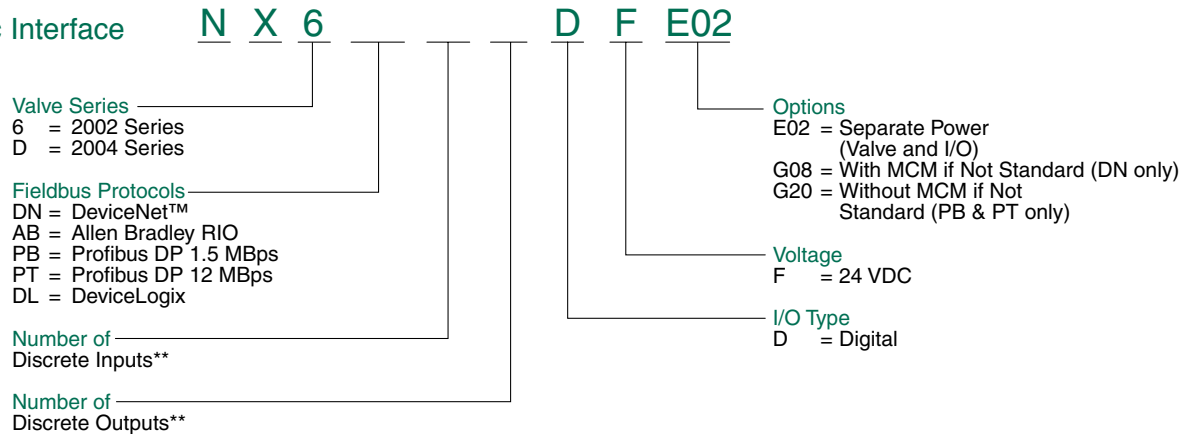 Interface
N X 6 D F E02
Valve Series
6 = 2002 Series
D = 2004 Series
Fieldbus Protocols
DN = DeviceNet™
AB = Allen Bradley RIO
PB = Profibus DP 1.5 MBps
PT = Profibus DP 12 MBps
DL = DeviceLogix
Number of
Discrete Inputs**
Number of
Discrete Outputs**
Options
E02 = Separate Power
(Valve and I/O)
G08 = With MCM if Not Standard (DN only)
G20 = Without MCM if Not
Standard (PB & PT only)
Voltage
F = 24 VDC
I/O Type
D = Digital